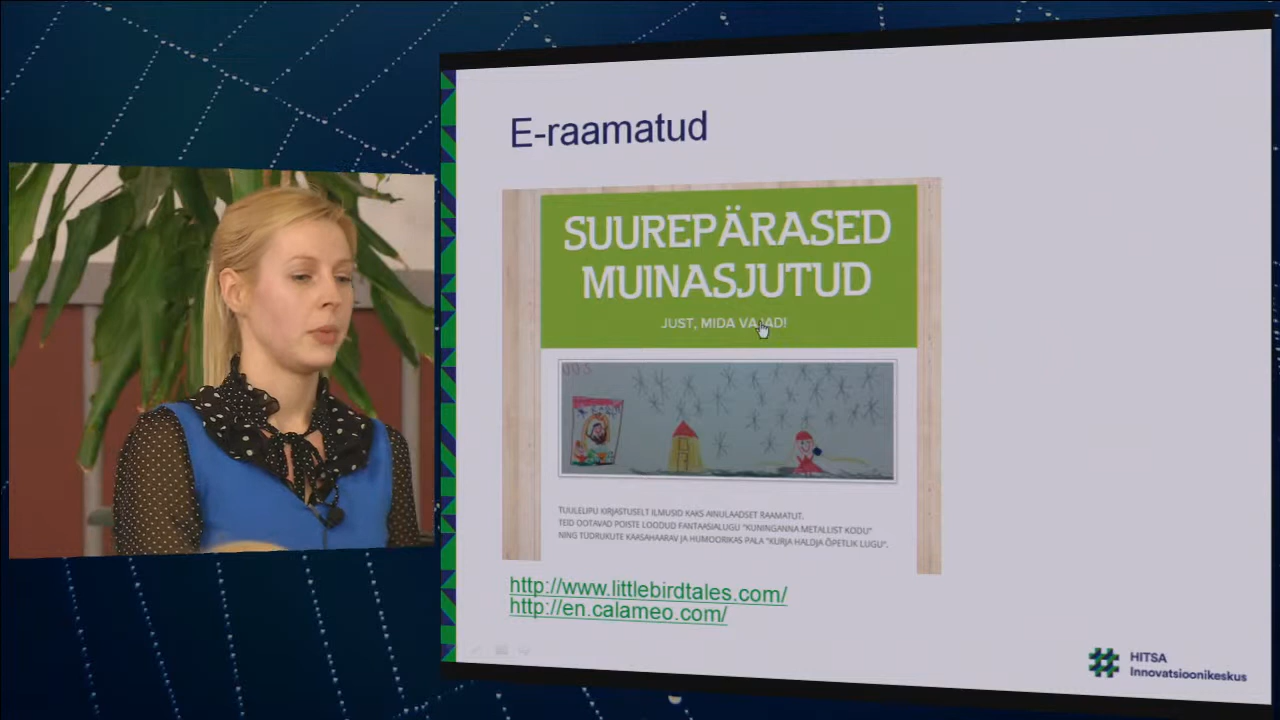 E-raamatud
SUUREPÄRASED
MUINASJUTUD
JUST, MIDA VAJAD!
TUULELIPU KIRJASTUSELT ILMUSID KAKS AINULAADSET RAAMATUT.
TEID OOTAVAD POISTE LOODUD FANTAASIALUGU "KUNINGANNA METALLIST KODU"
NING TÜDRUKUTE KAASAHAARAV JA HUMOORIKAS PALA "KURJA HALDJA ÕPETLIK LUGU".
http://www.littlebirdtales.com/
http://en.calameo.com/
HITSA
Innovatsioonikeskus